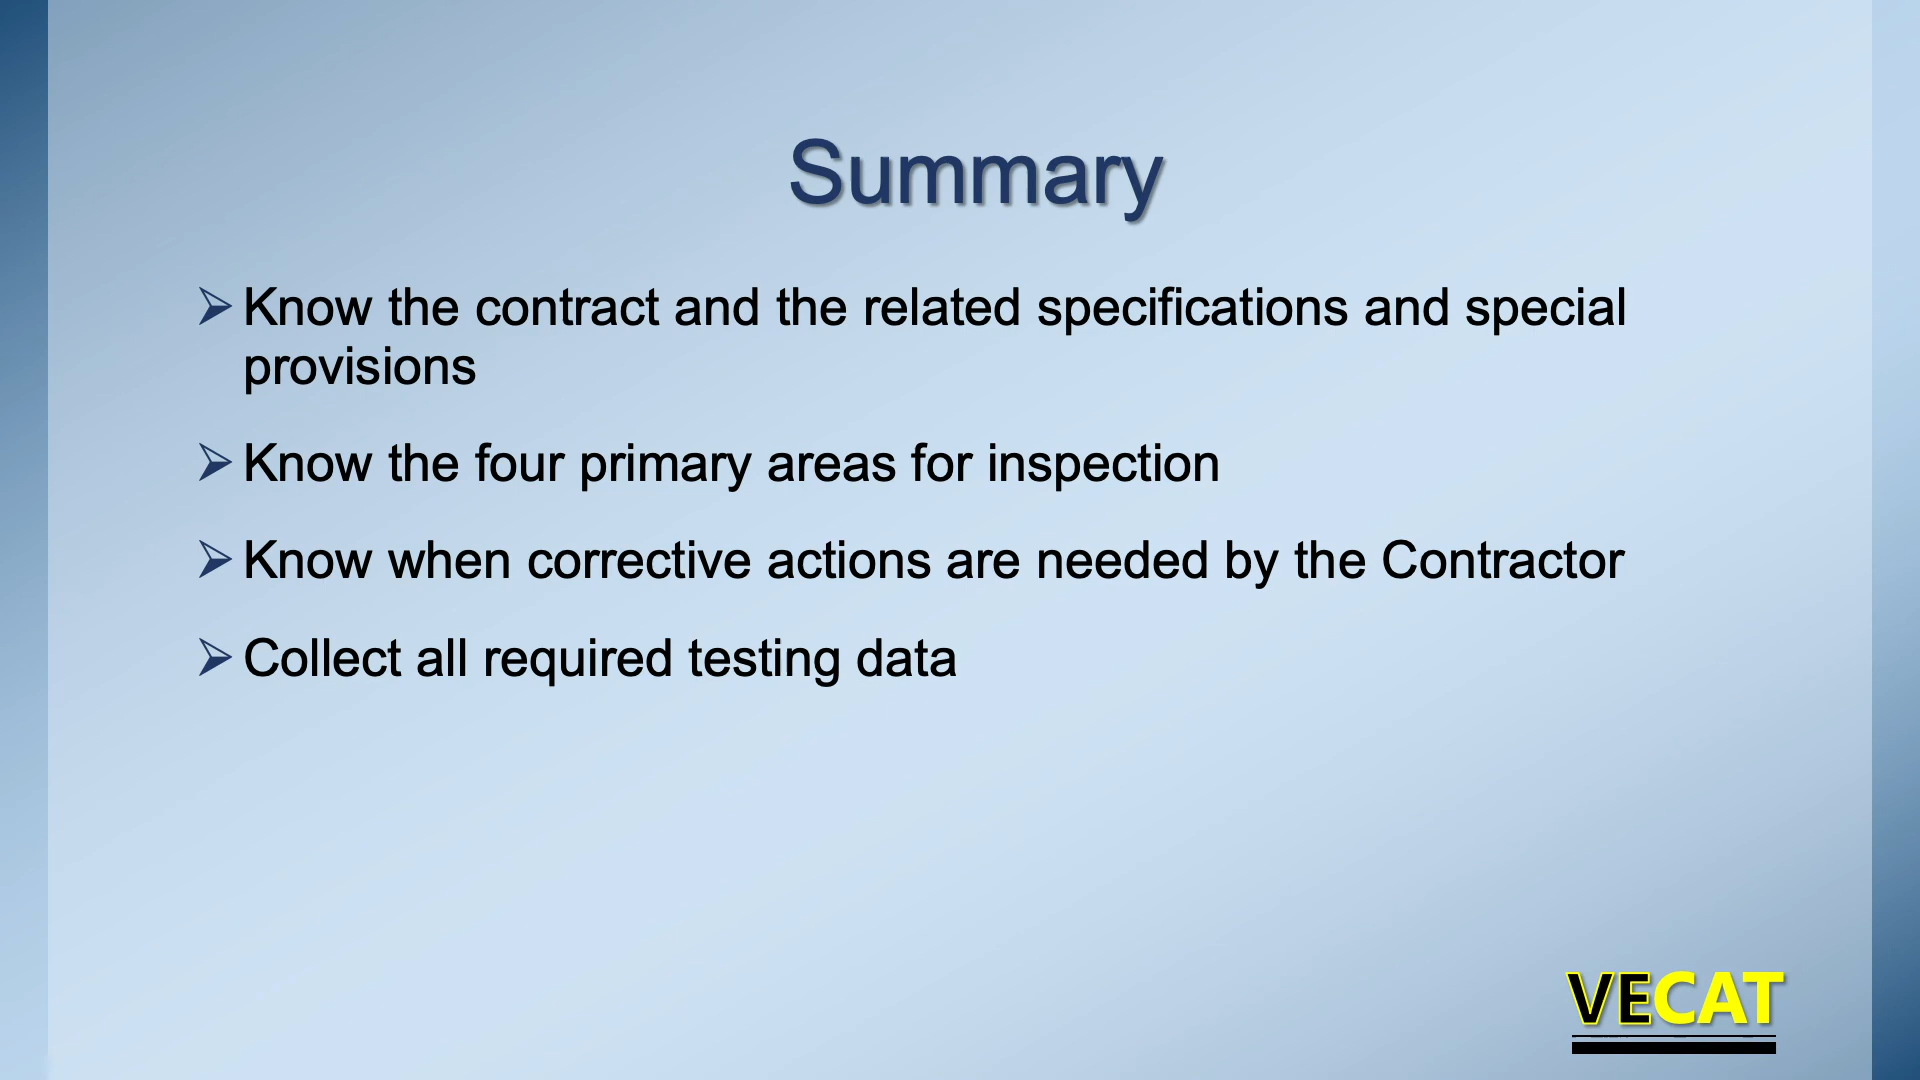 Summary
➢ Know the contract and the related specifications and special
provisions
➢ Know the four primary areas for inspection
➢ Know when corrective actions are needed by the Contractor
➢ Collect all required testing data
VECAT